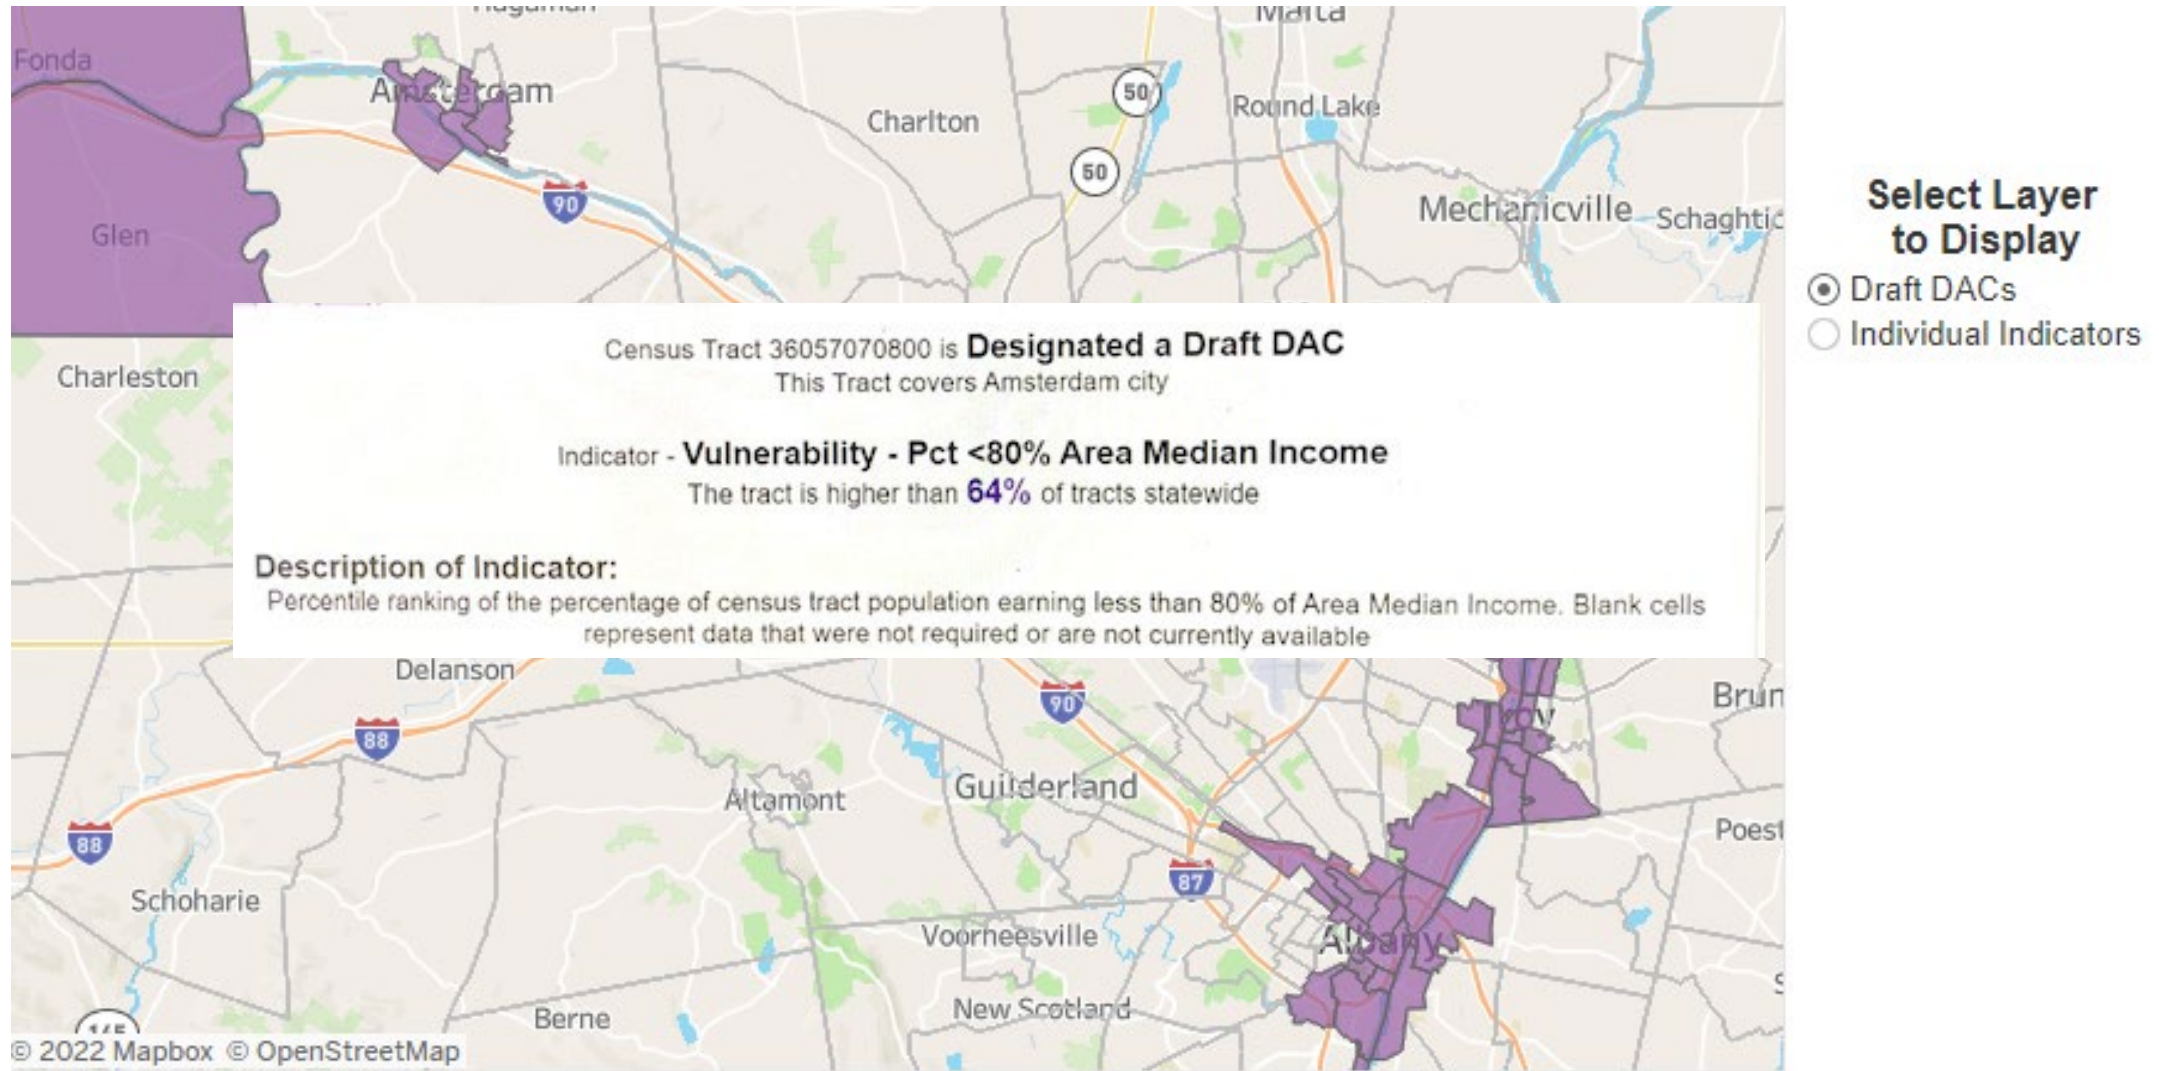 Hagaman
Malta
Fonda
Amsterdam
50
Round Lake
Charlton
50
90
Mechanicville
Schaghtic
Glen
Select Layer
to Display
Draft DACs
Individual Indicators
Charleston
Census Tract 36057070800 is Designated a Draft DAC
This Tract covers Amsterdam city
Indicator - Vulnerability - Pct <80% Area Median Income
The tract is higher than 64% of tracts statewide
Description of Indicator:
Percentile ranking of the percentage of census tract population earning less than 80% of Area Median Income. Blank cells
represent data that were not required or are not currently available
Delanson
90
Brun
88
Troy
Guilderland
Altamont
88
Poest
87
Schoharie
Voorheesville
Albany
New Scotland
Berne
145
© 2022 Mapbox © OpenStreetMap